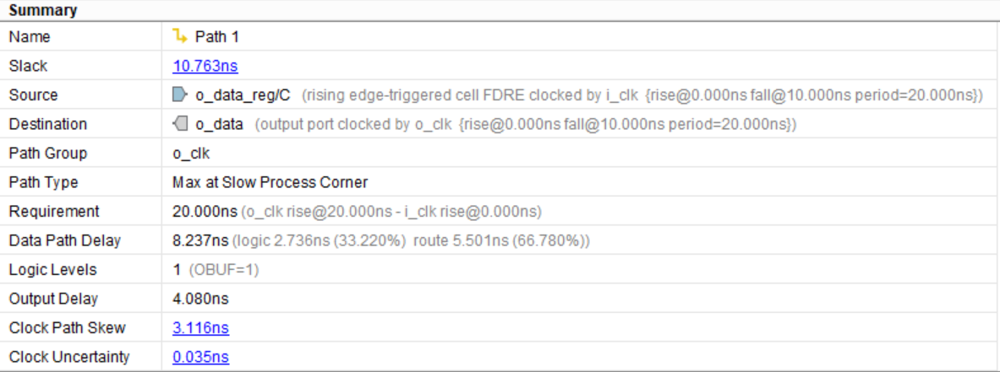 Summary
Name Path 1
Slack 10.763ns
Source o_data_reg/C (rising edge-triggered cell FDRE clocked by i_clk {rise@0.000ns fall@10.000ns period=20.000ns})
Destination o_data (output port clocked by o_clk {rise@0.000ns fall@10.000ns period=20.000ns})
Path Group o_clk
Path Type Max at Slow Process Corner
Requirement 20.000ns (o_clk rise@20.000ns - i_clk rise@0.000ns)
Data Path Delay 8.237ns (logic 2.736ns (33.220%) route 5.501ns (66.780%))
Logic Levels 1 (OBUF=1)
Output Delay 4.080ns
Clock Path Skew 3.116ns
Clock Uncertainty 0.035ns